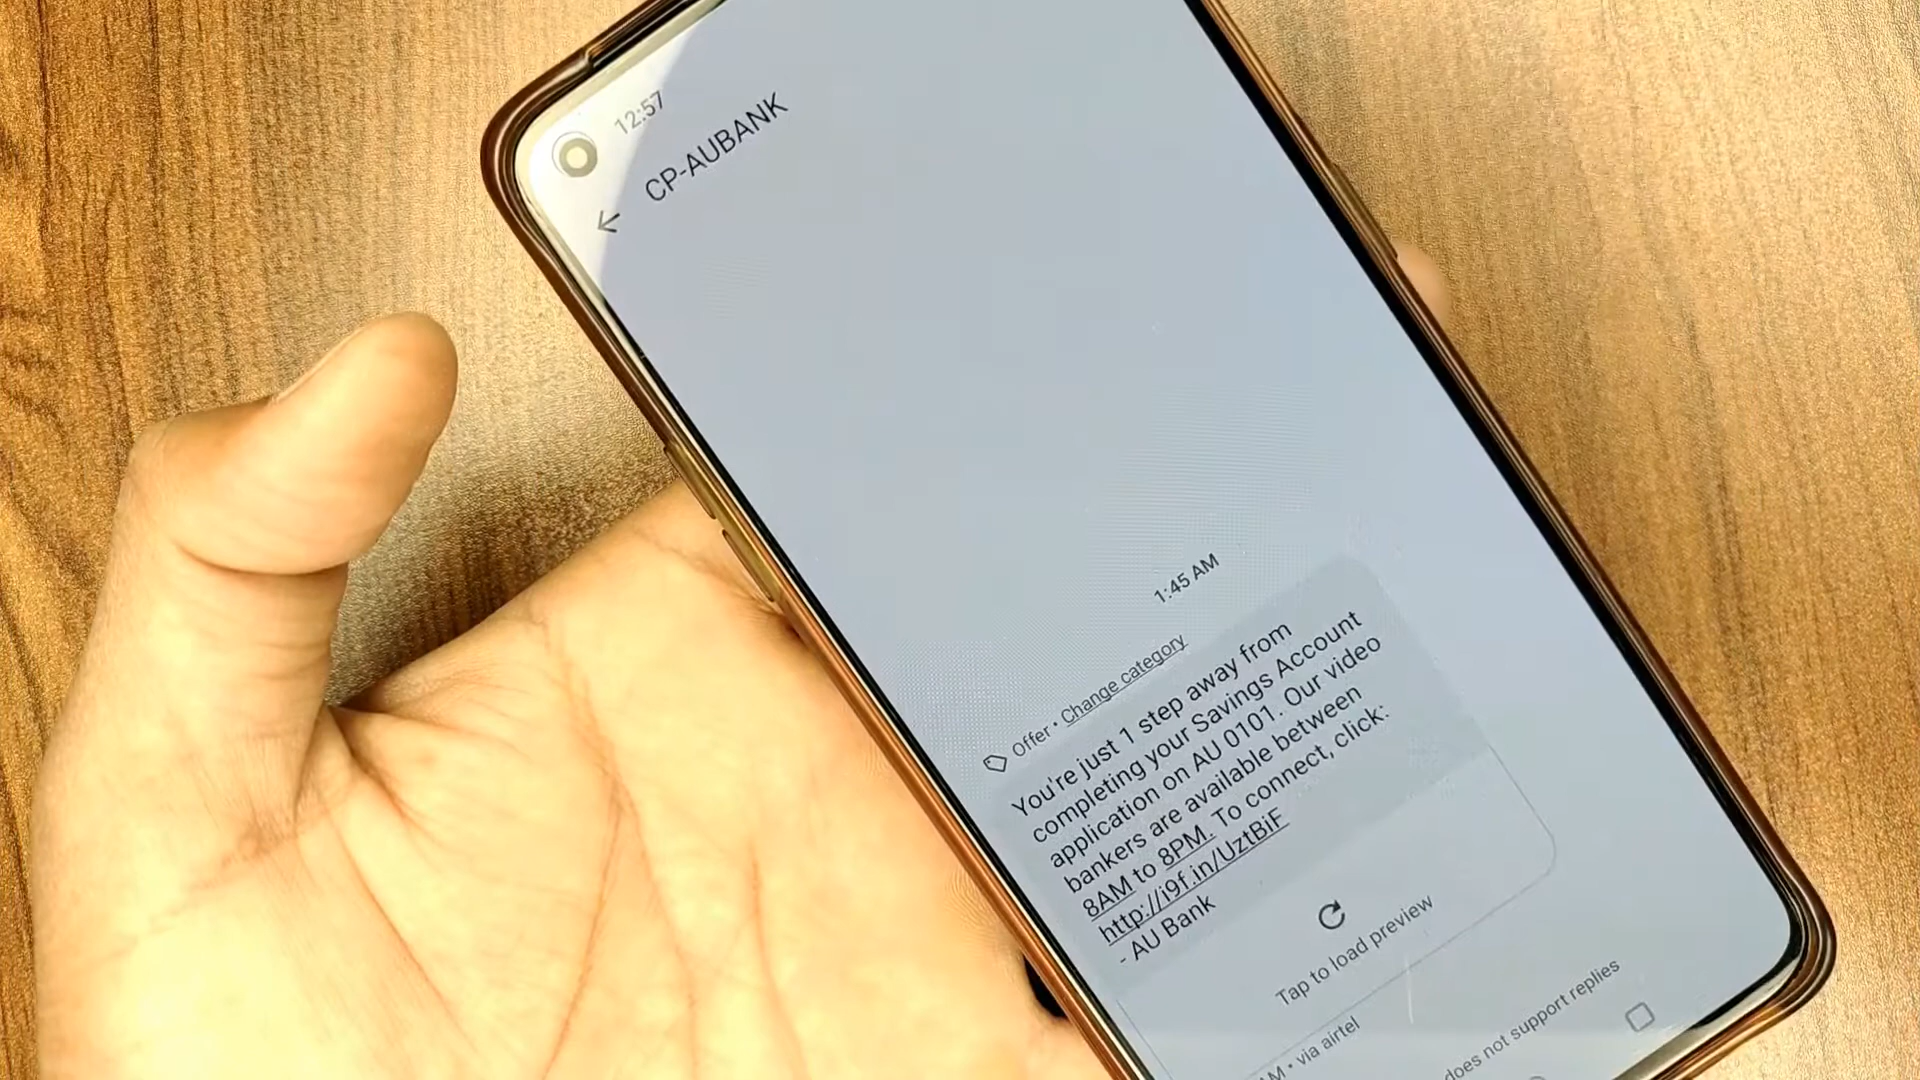 12:57
CP-AUBANK
1:45 AM
Offer • Change category
You're just 1 step away from
completing your Savings Account
application on AU 0101. Our video
bankers are available between
8AM to 8PM. To connect, click:
http://i9f.in/UztBiF
- AU Bank
Tap to load preview
AM • via airtel
does not support replies